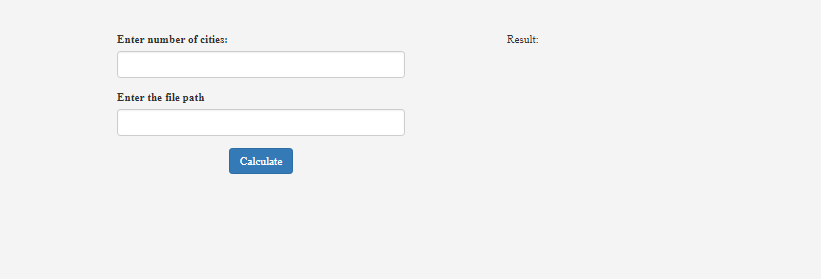 Enter number of cities:
Result:
Enter the file path
Calculate